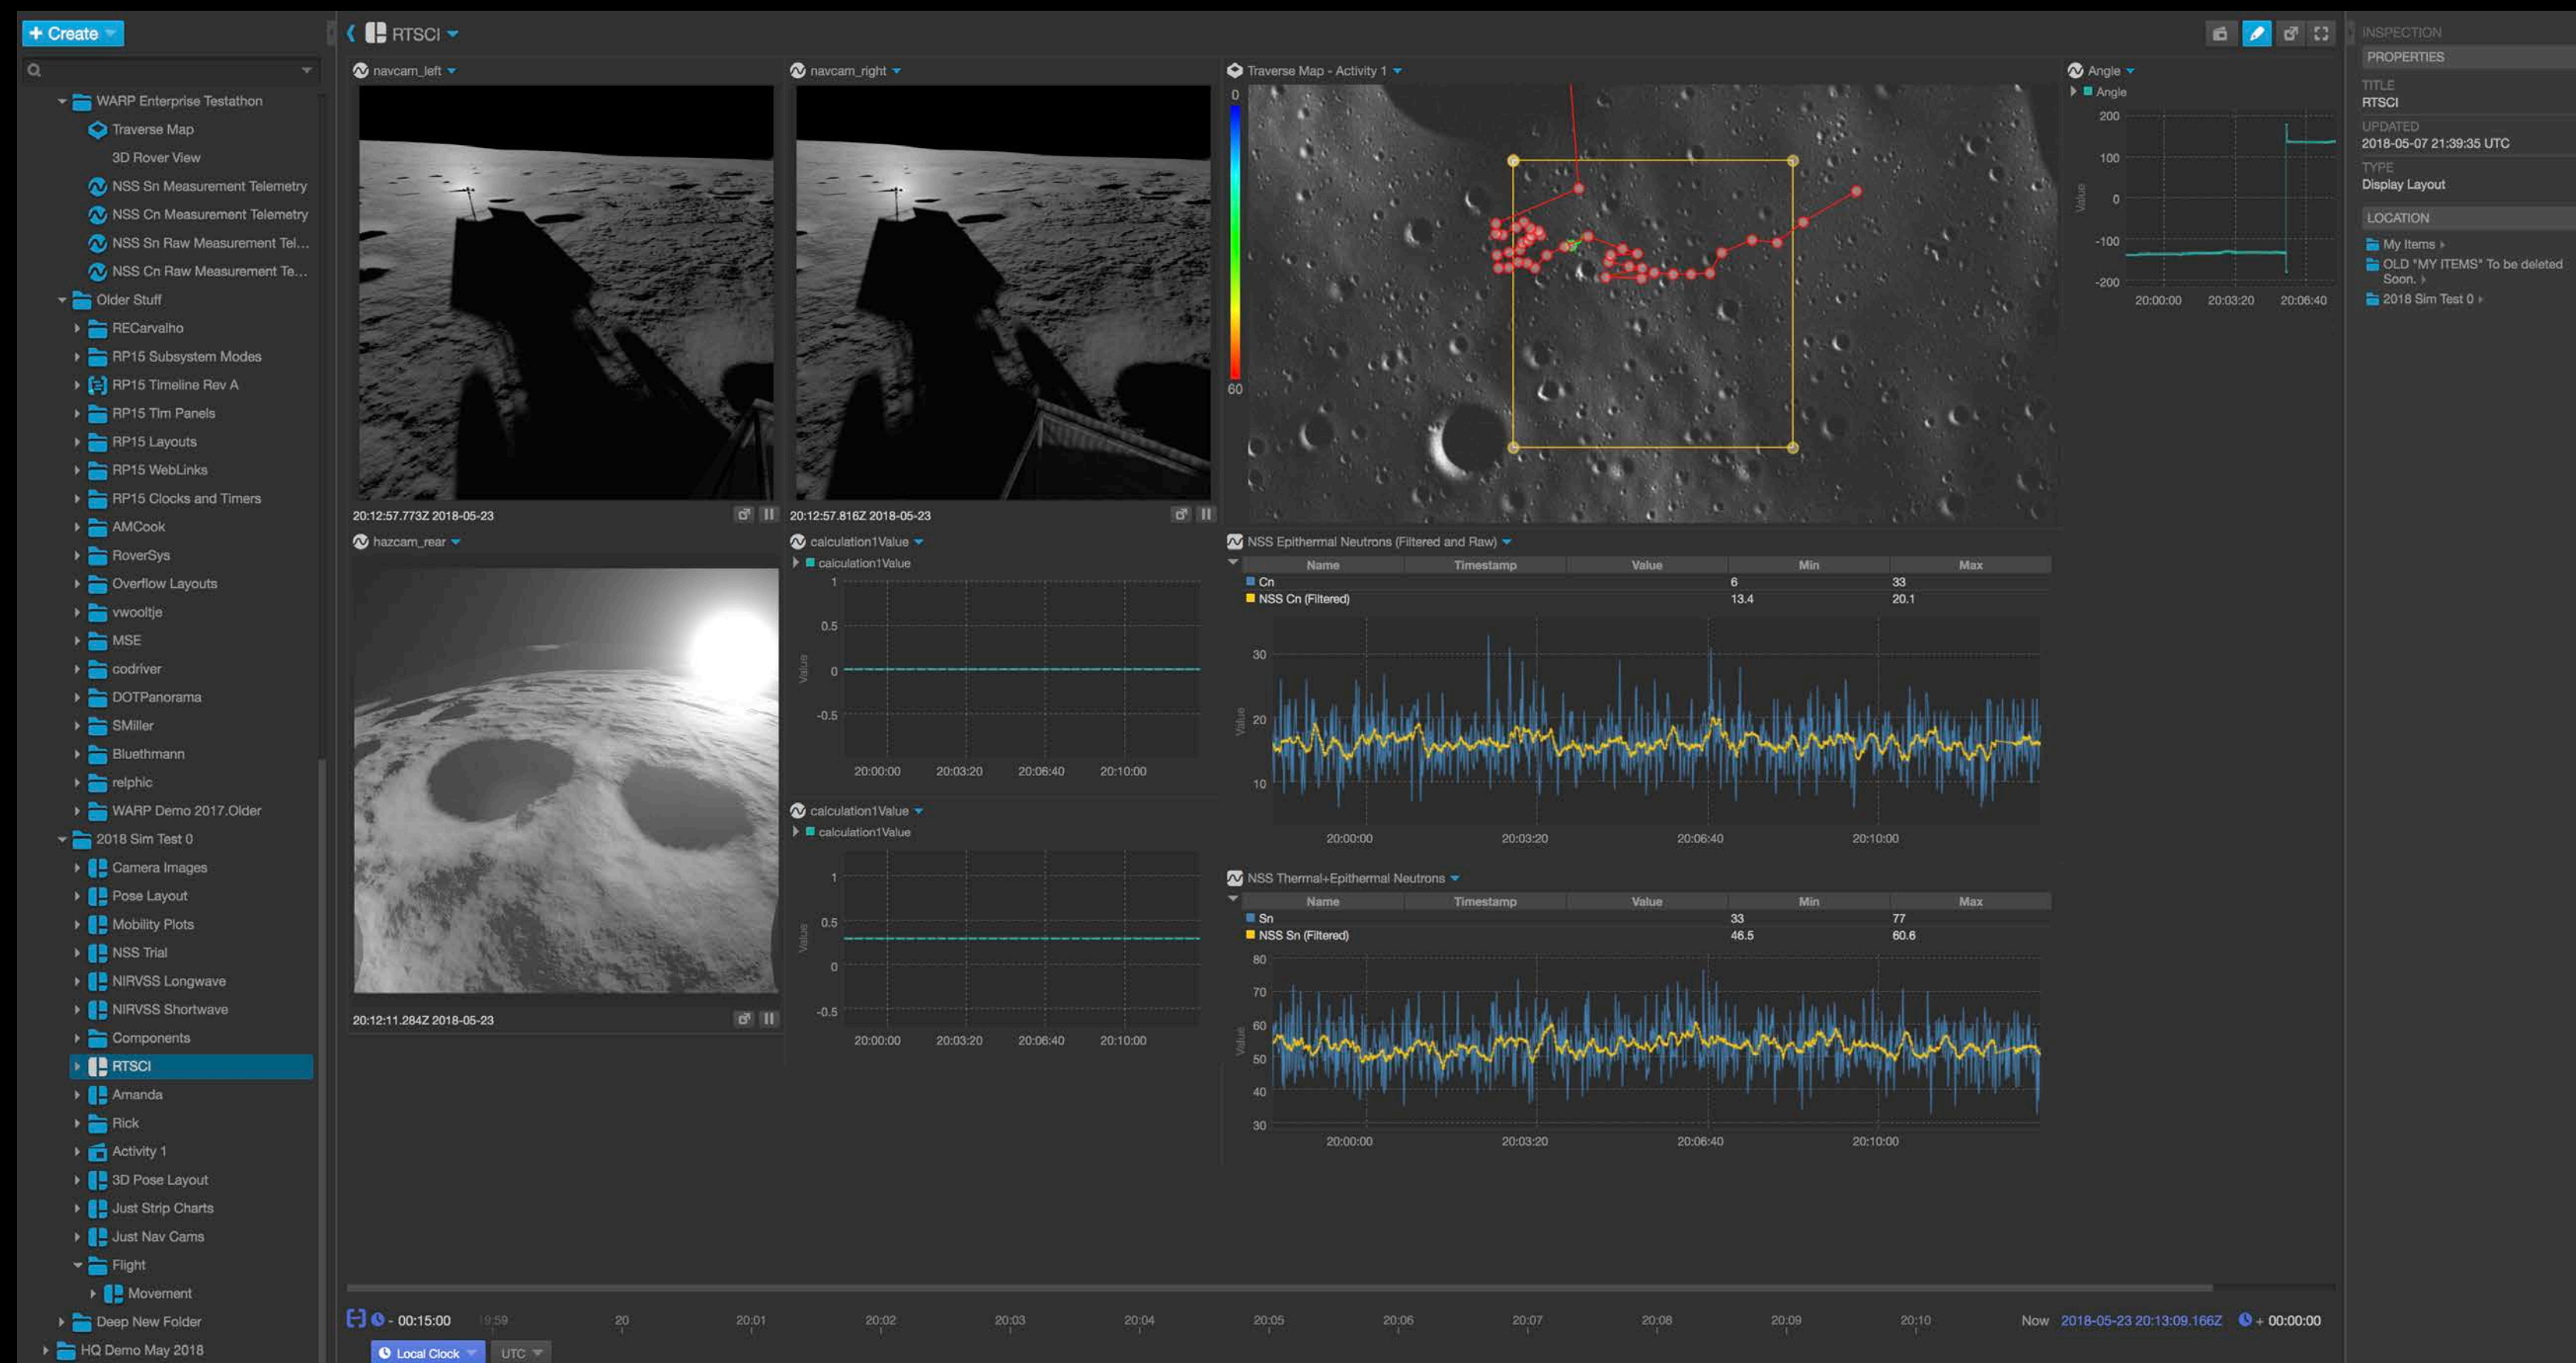 + Create
WARP Enterprise Testathon
Traverse Map
3D Rover View
NSS Sn Measurement Telemetry
NSS Cn Measurement Telemetry
NSS Sn Raw Measurement Tel...
NSS Cn Raw Measurement Te...
Older Stuff
RECarvalho
RP15 Subsystem Modes
RP15 Timeline Rev A
RP15 Tlm Panels
RP15 Layouts
RP15 WebLinks
RP15 Clocks and Timers
AMCook
RoverSys
Overflow Layouts
vwooltje
MSE
codriver
DOTPanorama
SMiller
Bluethmann
relphic
WARP Demo 2017.Older
2018 Sim Test 0
Camera Images
Pose Layout
Mobility Plots
NSS Trial
NIRVSS Longwave
NIRVSS Shortwave
Components
RTSCI
Amanda
Rick
Activity 1
3D Pose Layout
Just Strip Charts
Just Nav Cams
Flight
Movement
Deep New Folder
HQ Demo May 2018
RTSCI
navcam_left
20:12:57.773Z 2018-05-23
navcam_right
20:12:57.816Z 2018-05-23
hazcam_rear
20:12:11.284Z 2018-05-23
calculation1Value
calculation1Value
1
0.5
0
-0.5
Value
20:00:00 20:03:20 20:06:40 20:10:00
calculation1Value
calculation1Value
1
0.5
0
-0.5
Value
20:00:00 20:03:20 20:06:40 20:10:00
Traverse Map - Activity 1
0
60
NSS Epithermal Neutrons (Filtered and Raw)
Name Timestamp Value Min Max
Cn 6 33
NSS Cn (Filtered) 13.4 20.1
30
20
10
Value
20:00:00 20:03:20 20:06:40 20:10:00
NSS Thermal+Epithermal Neutrons
Name Timestamp Value Min Max
Sn 33 77
NSS Sn (Filtered) 46.5 60.6
80
70
60
50
40
30
Value
20:00:00 20:03:20 20:06:40 20:10:00
Angle
Angle
200
100
0
-100
-200
Value
20:00:00 20:03:20 20:06:40
INSPECTION
PROPERTIES
TITLE
RTSCI
UPDATED
2018-05-07 21:39:35 UTC
TYPE
Display Layout
LOCATION
My Items
OLD "MY ITEMS" To be deleted
Soon.
2018 Sim Test 0
- 00:15:00 19:59 20 20:01 20:02 20:03 20:04 20:05 20:06 20:07 20:08 20:09 20:10 Now 2018-05-23 20:13:09.166Z + 00:00:00
Local Clock UTC